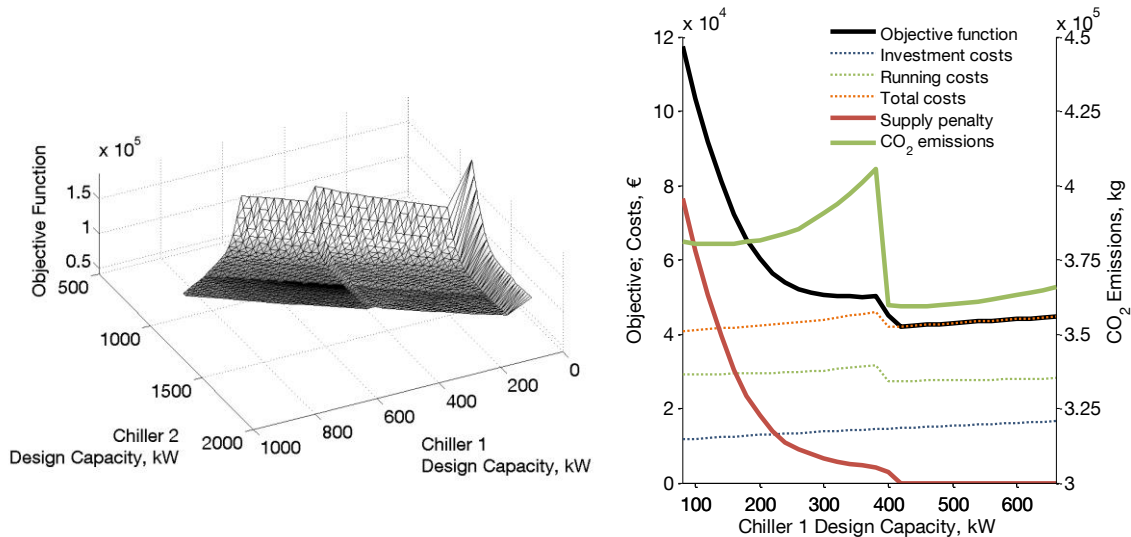 Objective Function
x 10^5
1.5
1
0.5
500
1000
1500
2000
Chiller 2
Design Capacity, kW
1000
800
600
400
200
0
Chiller 1
Design Capacity, kW
x 10^4
x 10^5
Objective function
Investment costs
Running costs
Total costs
Supply penalty
CO₂ emissions
Objective; Costs, €
12
10
8
6
4
2
0
100
200
300
400
500
600
Chiller 1 Design Capacity, kW
4.5
4.25
4
3.75
3.5
3.25
3
CO₂ Emissions, kg